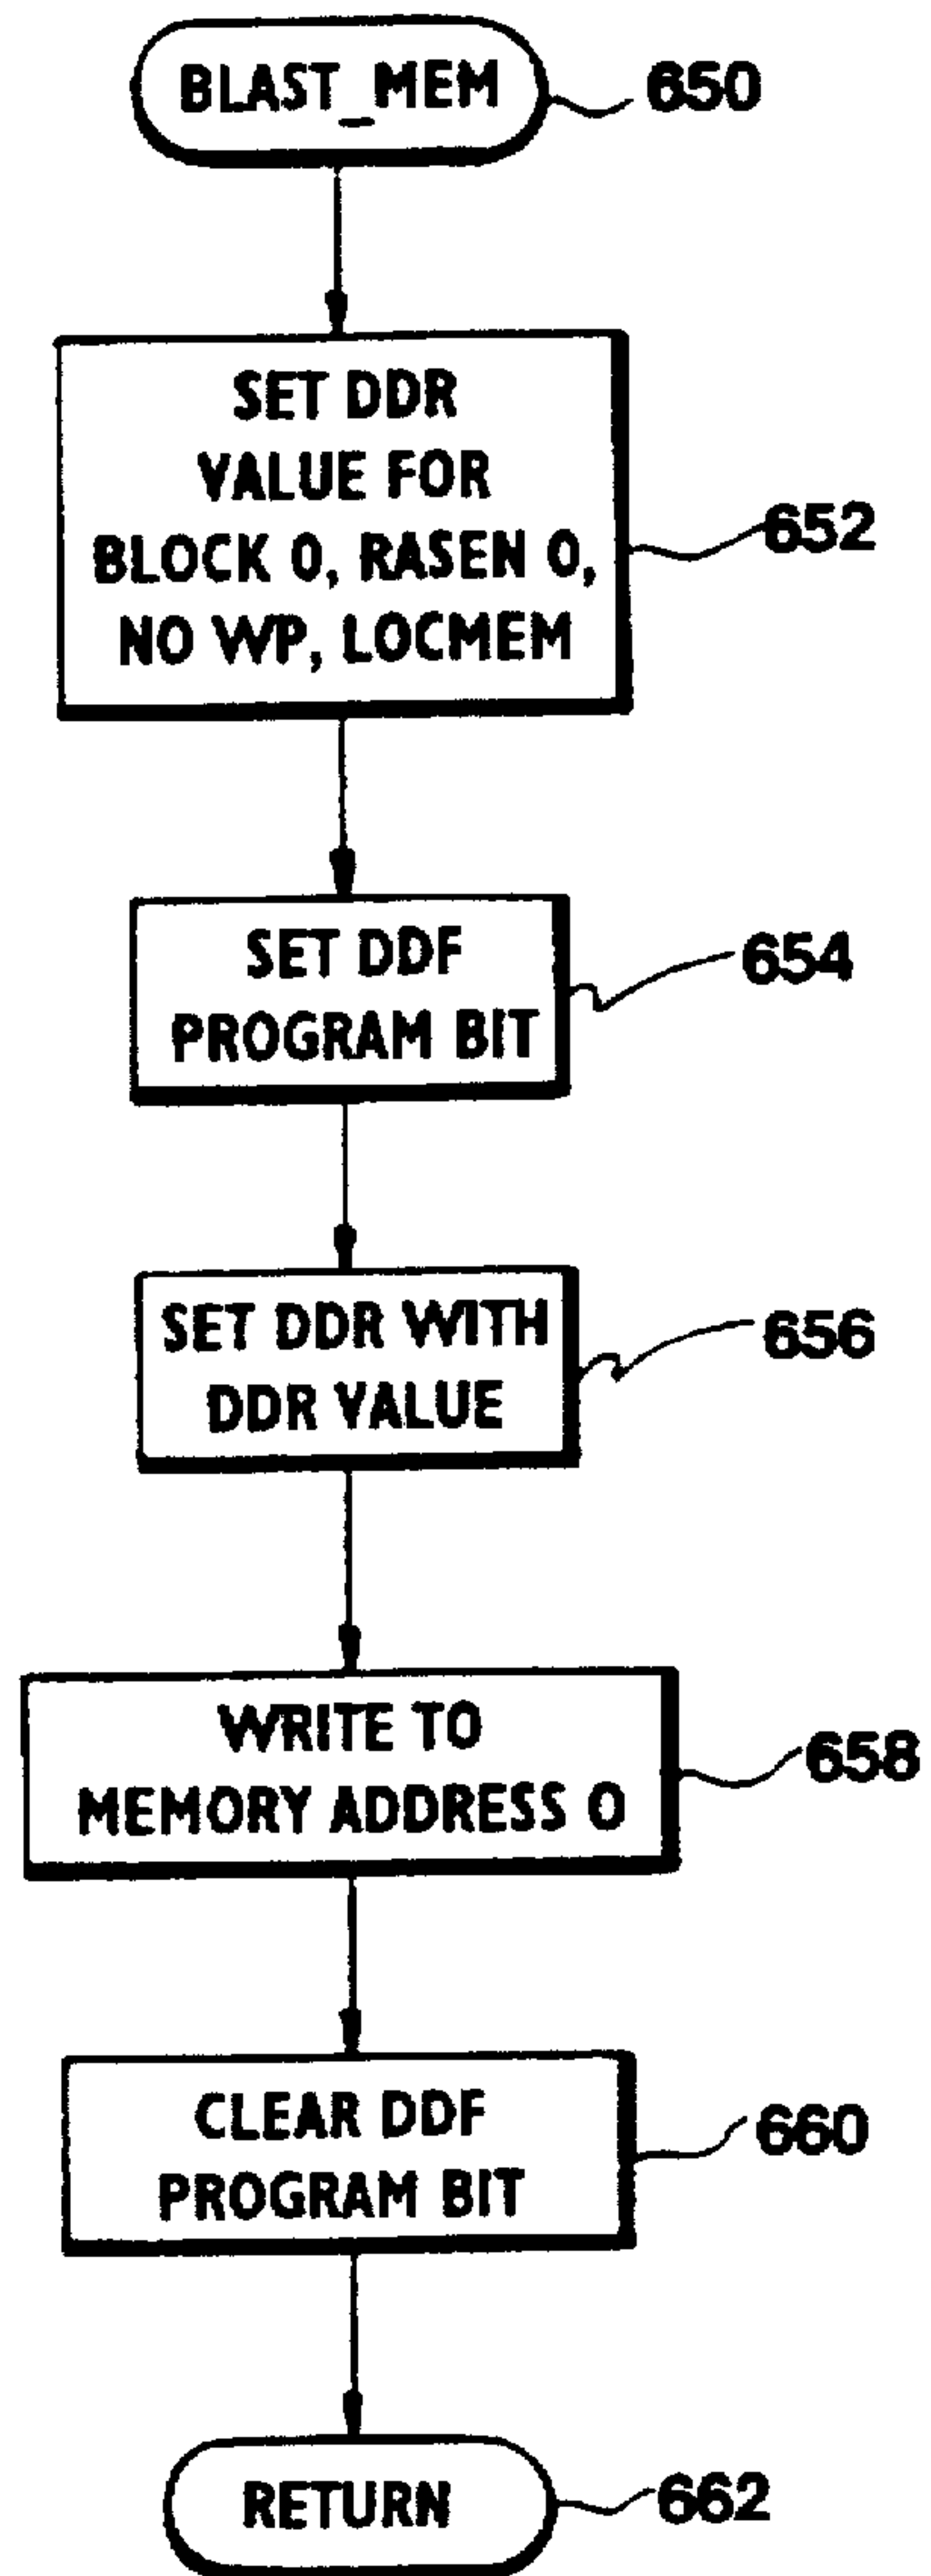 BLAST_MEM
650
SET DDR
VALUE FOR
BLOCK 0, RASEN 0,
NO WP, LOCMEM
652
SET DDF
PROGRAM BIT
654
SET DDR WITH
DDR VALUE
656
WRITE TO
MEMORY ADDRESS 0
658
CLEAR DDF
PROGRAM BIT
660
RETURN
662